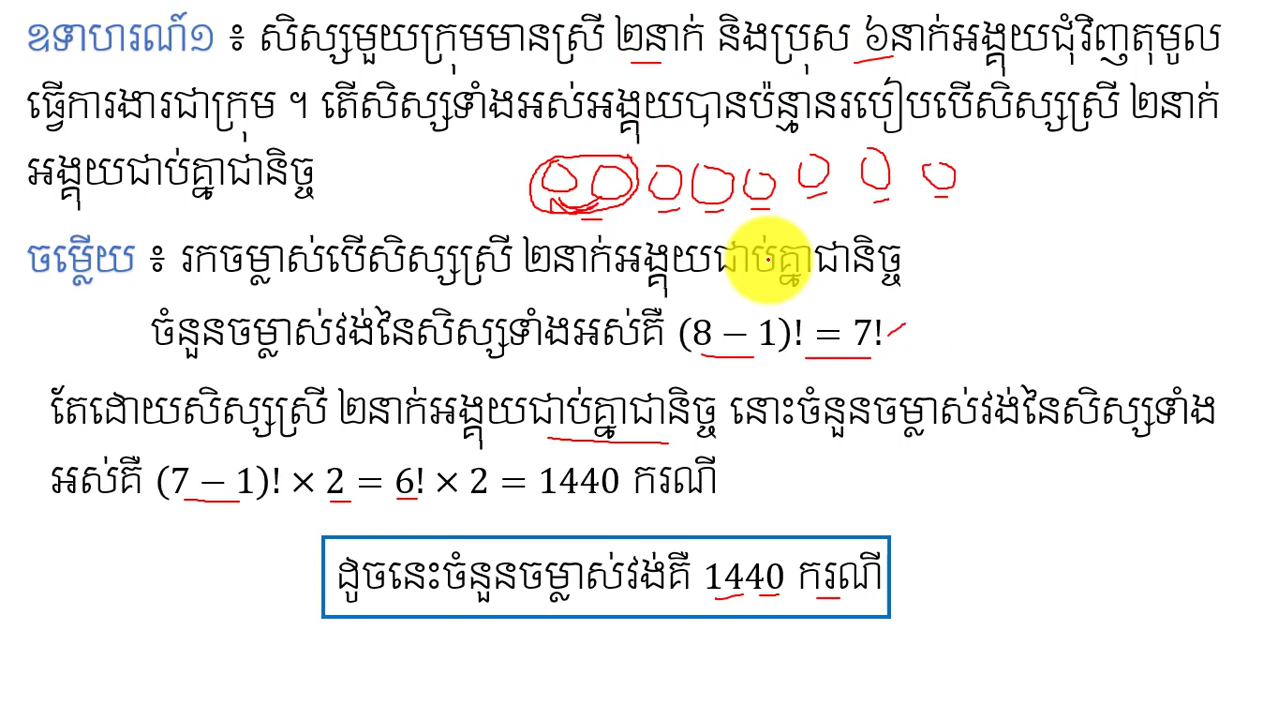 ឧទាហរណ៍១ ៖ សិស្សមួយក្រុមមានស្រី ២នាក់ និងប្រុស ៦នាក់អង្គុយជុំវិញតុមូល
ធ្វើការងារជាក្រុម ។ តើសិស្សទាំងអស់អង្គុយបានប៉ន្មានរបៀបបើសិស្សស្រី ២នាក់
អង្គុយជាប់គ្នាជានិច្ច
ចម្លើយ ៖ រកចម្លាស់បើសិស្សស្រី ២នាក់អង្គុយជាប់គ្នាជានិច្ច
ចំនួនចម្លាស់វង់នៃសិស្សទាំងអស់គឺ (8 − 1)! = 7!
តែដោយសិស្សស្រី ២នាក់អង្គុយជាប់គ្នាជានិច្ច នោះចំនួនចម្លាស់វង់នៃសិស្សទាំង
អស់គឺ (7 − 1)! × 2 = 6! × 2 = 1440 ករណី
ដូចនេះចំនួនចម្លាស់វង់គឺ 1440 ករណី